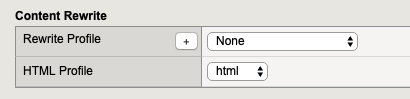 Content Rewrite
Rewrite Profile + None
HTML Profile html